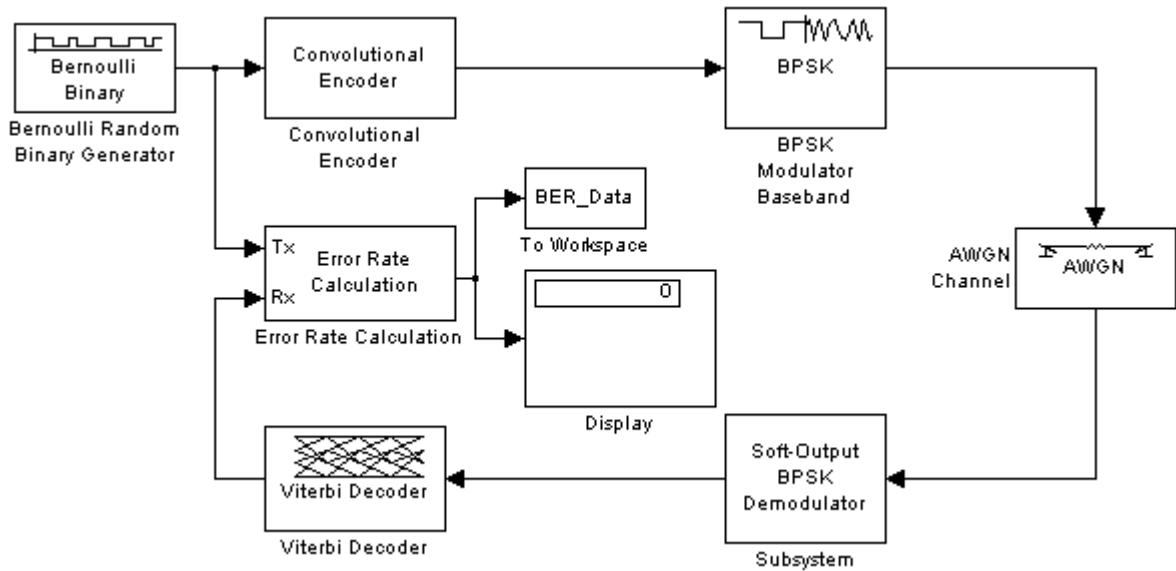 Bernoulli
Binary
Bernoulli Random
Binary Generator
Convolutional
Encoder
Convolutional
Encoder
BPSK
BPSK
Modulator
Baseband
BER_Data
To Workspace
Tx
Rx
Error Rate
Calculation
Error Rate Calculation
0
Display
AWGN
Channel
AWGN
Viterbi Decoder
Viterbi Decoder
Soft-Output
BPSK
Demodulator
Subsystem